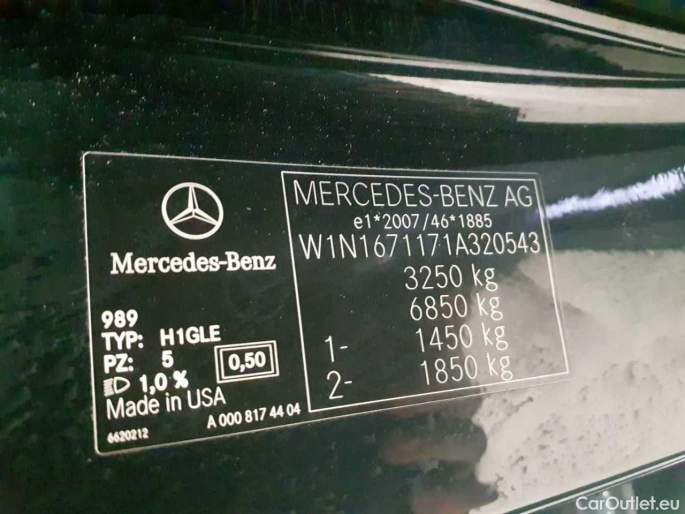 Mercedes-Benz
989
TYP: H1GLE
PZ: 5
1,0 %
0,50
Made in USA
6620212
A 000 817 44 04
MERCEDES-BENZ AG
e1*2007/46*1885
W1N1671171A320543
3250 kg
6850 kg
1- 1450 kg
2- 1850 kg
CarOutlet.eu